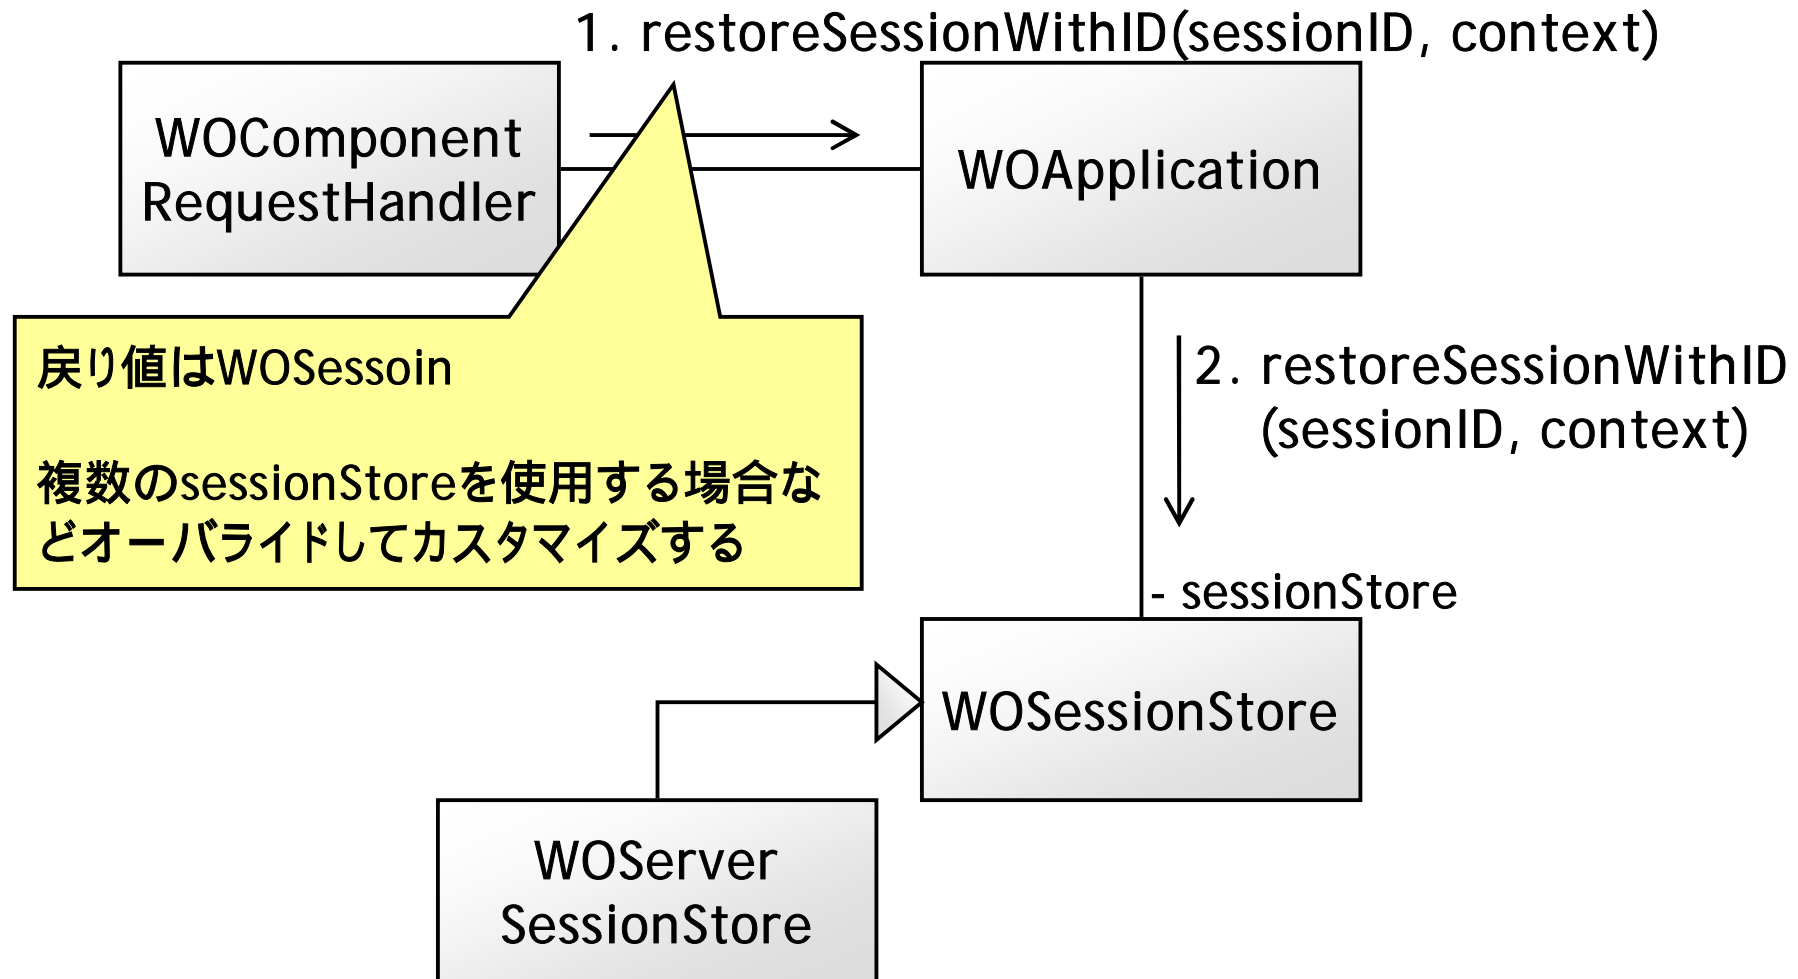 1. restoreSessionWithID(sessionID, context)
WOComponent
RequestHandler
WOApplication
戻り値はWOSessoin
複数のsessionStoreを使用する場合な
どオーバライドしてカスタマイズする
2. restoreSessionWithID
(sessionID, context)
- sessionStore
WOSessionStore
WOServer
SessionStore